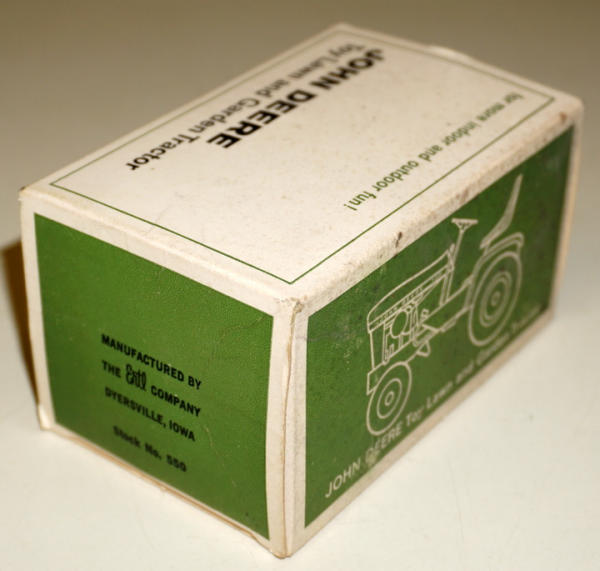 JOHN DEERE
Toy Lawn and Garden Tractor
for more indoor and outdoor fun!
MANUFACTURED BY
THE Ertl COMPANY
DYERSVILLE, IOWA
Stock No. 550
JOHN DEERE Toy Lawn and Garden Tractor